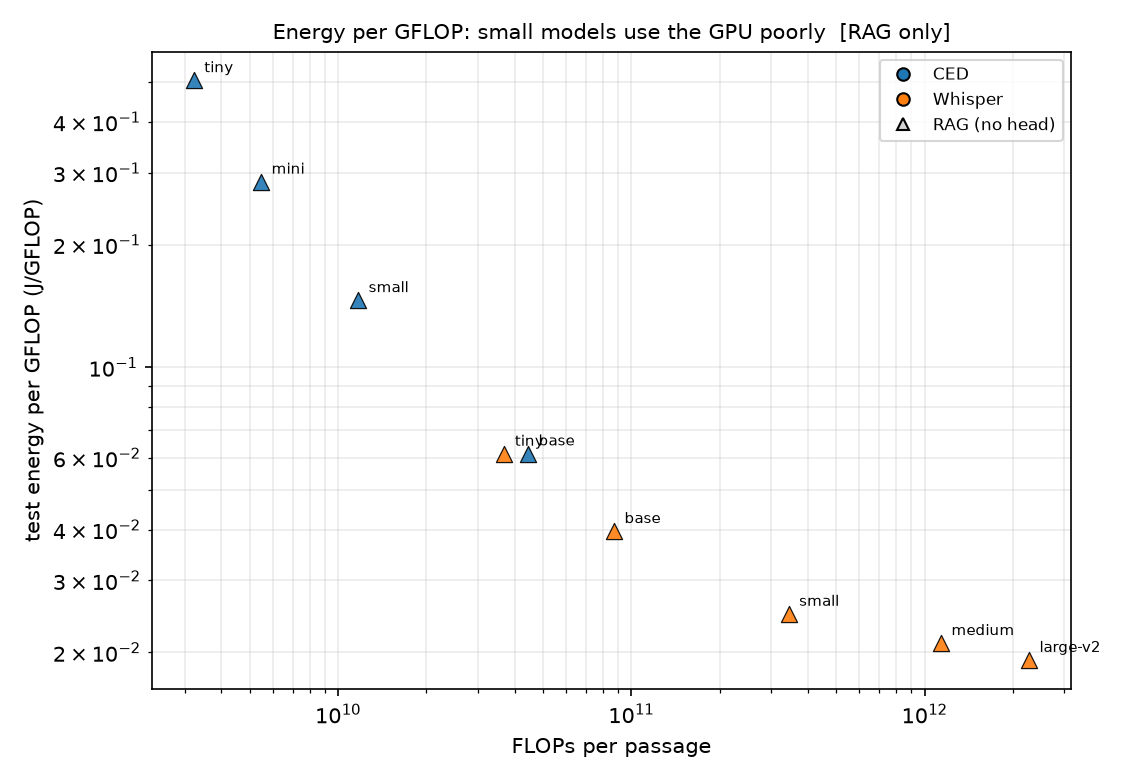 Energy per GFLOP: small models use the GPU poorly  [RAG only]
CED
Whisper
RAG (no head)
tiny
mini
small
tiny
base
base
small
medium
large-v2
4 × 10⁻¹
3 × 10⁻¹
2 × 10⁻¹
10⁻¹
6 × 10⁻²
4 × 10⁻²
3 × 10⁻²
2 × 10⁻²
test energy per GFLOP (J/GFLOP)
10¹⁰
10¹¹
10¹²
FLOPs per passage